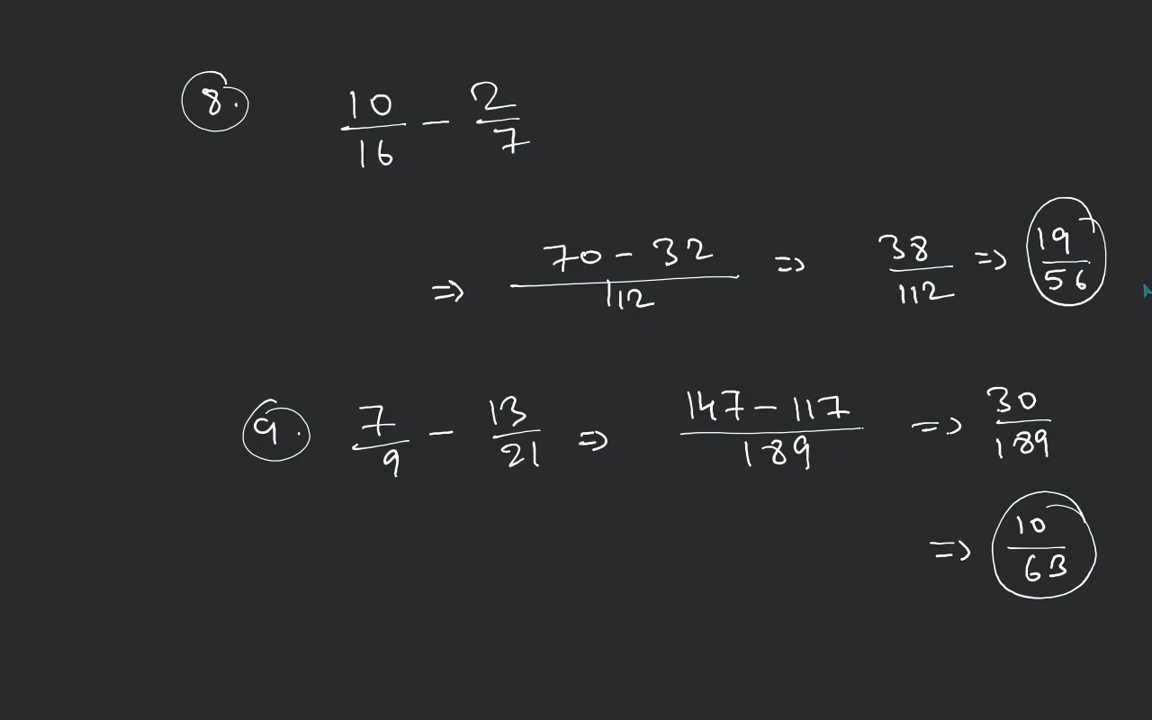 8. 10/16 - 2/7
=> (70 - 32)/112 => 38/112 => 19/56
9. 7/9 - 13/21 => (147 - 117)/189 => 30/189
=> 10/63